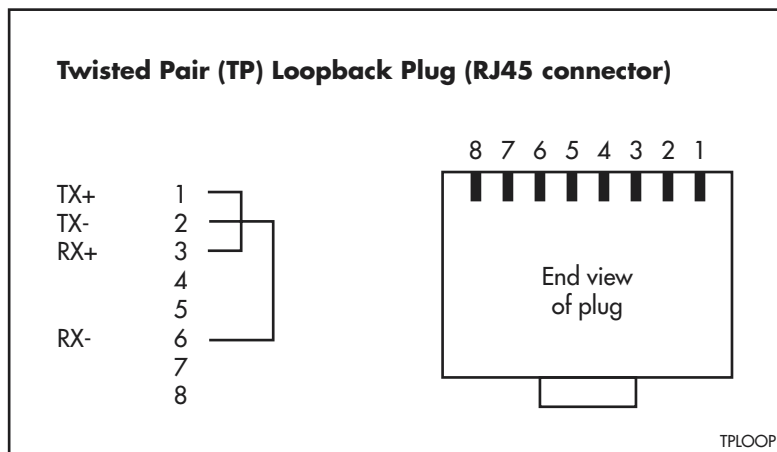 Twisted Pair (TP) Loopback Plug (RJ45 connector)
8 7 6 5 4 3 2 1
TX+ 1
TX- 2
RX+ 3
4
5
RX- 6
7
8
End view
of plug
TPLOOP